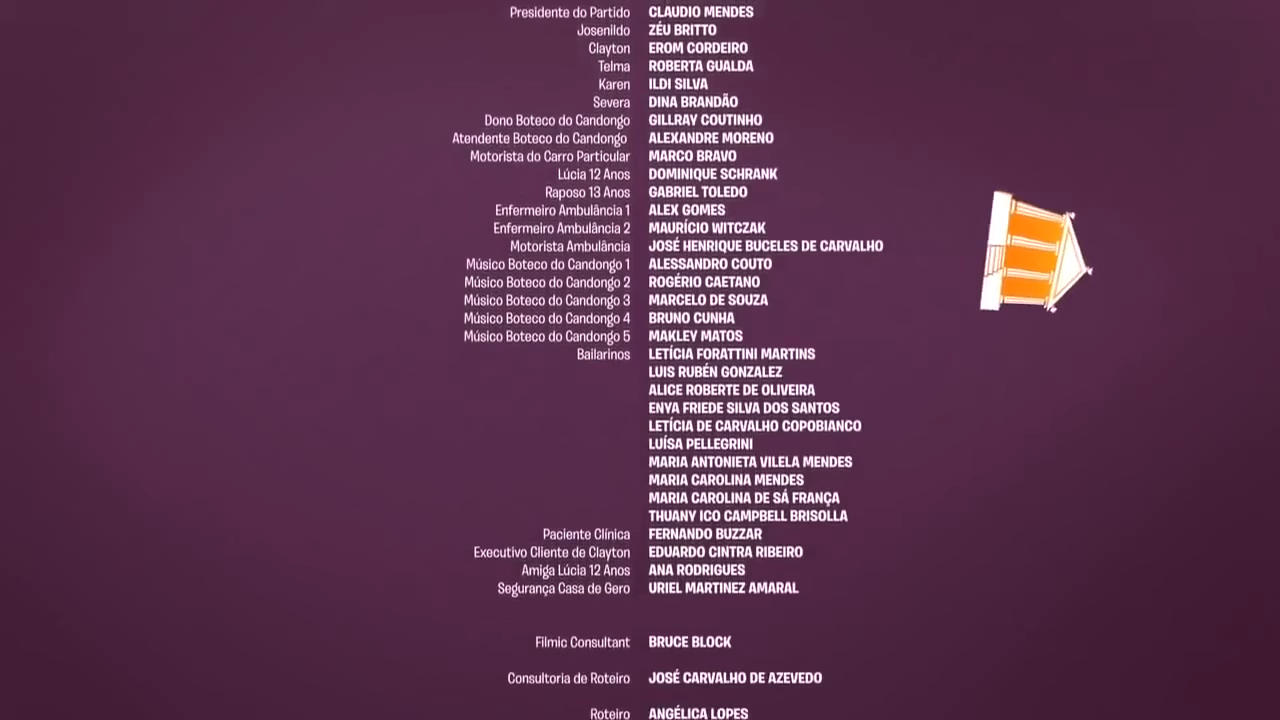 Presidente do Partido CLAUDIO MENDES
Josenildo ZÉU BRITTO
Clayton EROM CORDEIRO
Telma ROBERTA GUALDA
Karen ILDI SILVA
Severa DINA BRANDÃO
Dono Boteco do Candongo GILLRAY COUTINHO
Atendente Boteco do Candongo ALEXANDRE MORENO
Motorista do Carro Particular MARCO BRAVO
Lúcia 12 Anos DOMINIQUE SCHRANK
Raposo 13 Anos GABRIEL TOLEDO
Enfermeiro Ambulância 1 ALEX GOMES
Enfermeiro Ambulância 2 MAURÍCIO WITCZAK
Motorista Ambulância JOSÉ HENRIQUE BUCELES DE CARVALHO
Músico Boteco do Candongo 1 ALESSANDRO COUTO
Músico Boteco do Candongo 2 ROGÉRIO CAETANO
Músico Boteco do Candongo 3 MARCELO DE SOUZA
Músico Boteco do Candongo 4 BRUNO CUNHA
Músico Boteco do Candongo 5 MAKLEY MATOS
Bailarinos LETÍCIA FORATTINI MARTINS
LUIS RUBÉN GONZALEZ
ALICE ROBERTE DE OLIVEIRA
ENYA FRIEDE SILVA DOS SANTOS
LETÍCIA DE CARVALHO COPOBIANCO
LUÍSA PELLEGRINI
MARIA ANTONIETA VILELA MENDES
MARIA CAROLINA MENDES
MARIA CAROLINA DE SÁ FRANÇA
THUANY ICO CAMPBELL BRISOLLA
Paciente Clínica FERNANDO BUZZAR
Executivo Cliente de Clayton EDUARDO CINTRA RIBEIRO
Amiga Lúcia 12 Anos ANA RODRIGUES
Segurança Casa de Gero URIEL MARTINEZ AMARAL
Filmic Consultant BRUCE BLOCK
Consultoria de Roteiro JOSÉ CARVALHO DE AZEVEDO
Roteiro ANGÉLICA LOPES